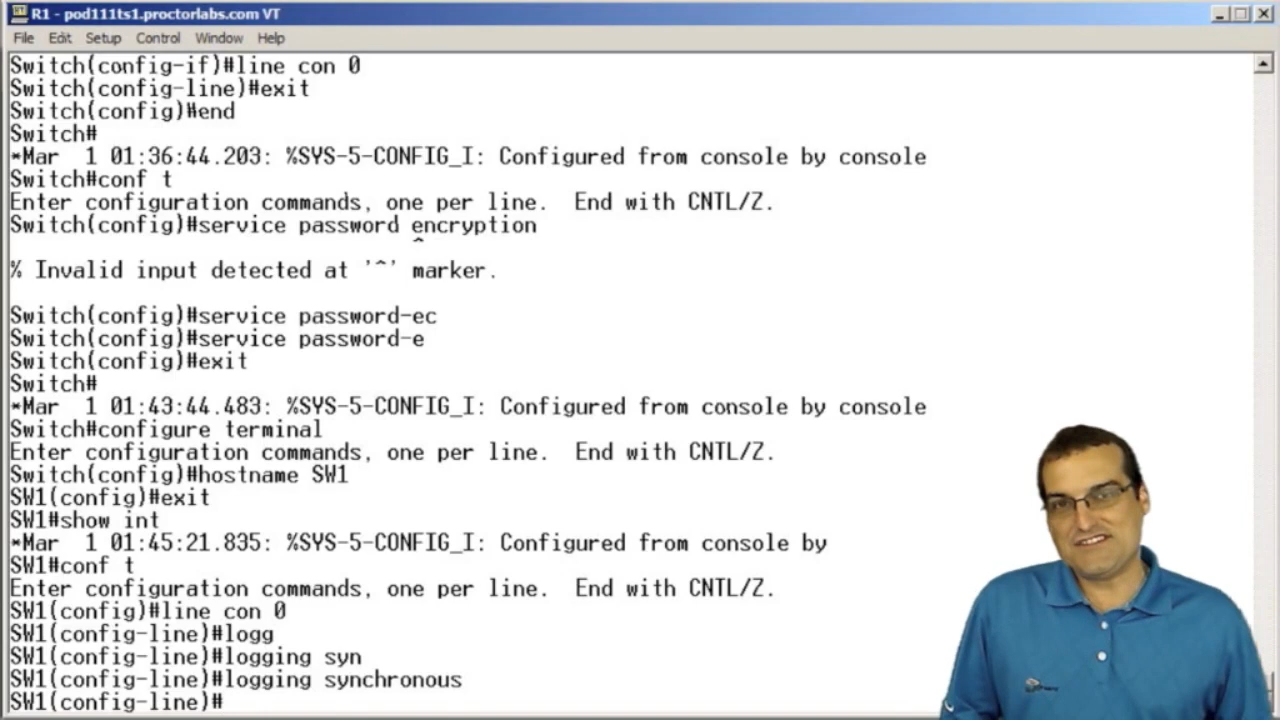 R1 - pod111ts1.proctorlabs.com VT
File Edit Setup Control Window Help
Switch(config-if)#line con 0
Switch(config-line)#exit
Switch(config)#end
Switch#
*Mar  1 01:36:44.203: %SYS-5-CONFIG_I: Configured from console by console
Switch#conf t
Enter configuration commands, one per line.  End with CNTL/Z.
Switch(config)#service password encryption
^
% Invalid input detected at '^' marker.
Switch(config)#service password-ec
Switch(config)#service password-e
Switch(config)#exit
Switch#
*Mar  1 01:43:44.483: %SYS-5-CONFIG_I: Configured from console by console
Switch#configure terminal
Enter configuration commands, one per line.  End with CNTL/Z.
Switch(config)#hostname SW1
SW1(config)#exit
SW1#show int
*Mar  1 01:45:21.835: %SYS-5-CONFIG_I: Configured from console by
SW1#conf t
Enter configuration commands, one per line.  End with CNTL/Z.
SW1(config)#line con 0
SW1(config-line)#logg
SW1(config-line)#logging syn
SW1(config-line)#logging synchronous
SW1(config-line)#